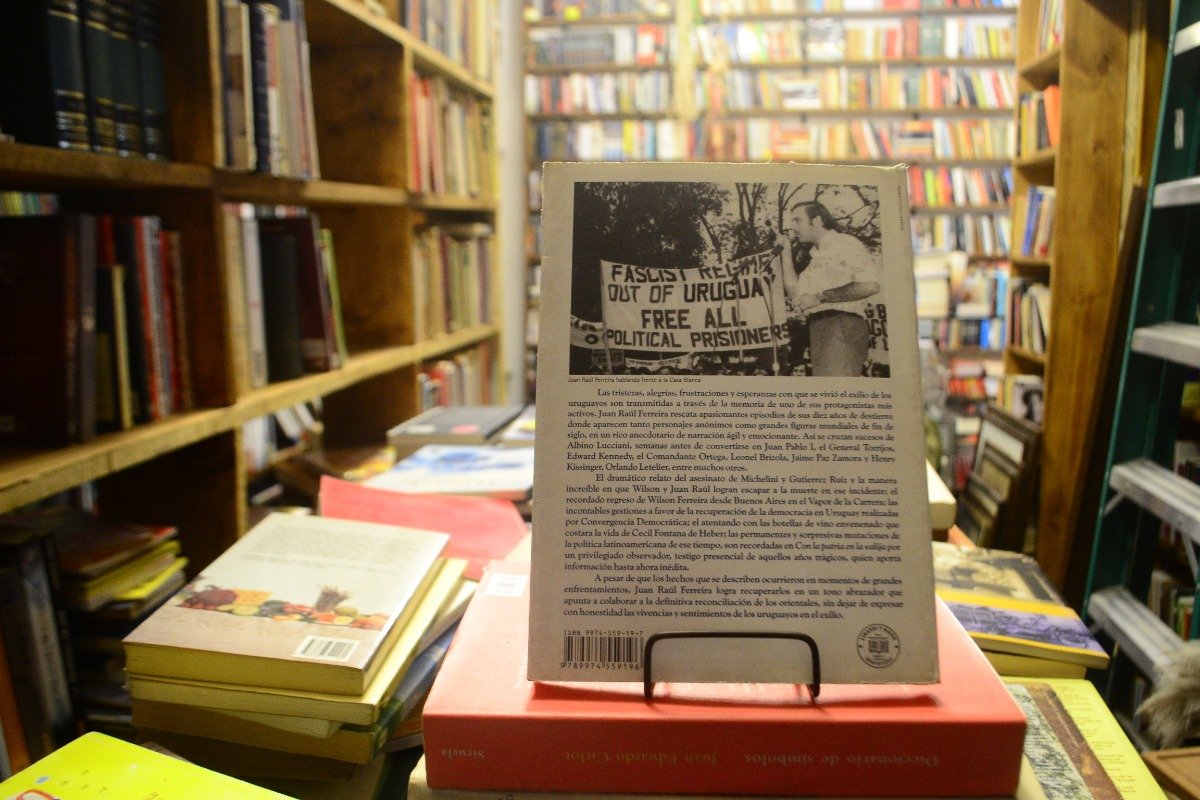 FASCIST REGIME
OUT OF URUGUAY
FREE ALL
POLITICAL PRISIONERS
Juan Raúl Ferreira hablando frente a la Casa Blanca
Las tristezas, alegrías, frustraciones y esperanzas con que se vivió el exilio de los
uruguayos son transmitidas a través de la memoria de uno de sus protagonistas más
activos. Juan Raúl Ferreira rescata apasionantes episodios de sus diez años de destierro
donde aparecen tanto personajes anónimos como grandes figuras mundiales de fin de
siglo, en un rico anecdotario de narración ágil y emocionante. Así se cruzan sucesos de
Albino Lucciani, semanas antes de convertirse en Juan Pablo I, el General Torrijos,
Edward Kennedy, el Comandante Ortega, Leonel Brizola, Jaime Paz Zamora y Henry
Kissinger, Orlando Letelier, entre muchos otros.
El dramático relato del asesinato de Michelini y Gutierrez Ruiz y la manera
increíble en que Wilson y Juan Raúl logran escapar a la muerte en ese incidente; el
recordado regreso de Wilson Ferreira desde Buenos Aires en el Vapor de la Carrera; las
incontables gestiones a favor de la recuperación de la democracia en Uruguay realizadas
por Convergencia Democrática; el atentando con las botellas de vino envenenado que
costara la vida de Cecil Fontana de Heber; las permanentes y sorpresivas mutaciones de
la política latinoamericana de ese tiempo, son recordadas en Con la patria en la valija por
un privilegiado observador, testigo presencial de aquellos años trágicos, quien aporta
información hasta ahora inédita.
A pesar de que los hechos que se describen ocurrieron en momentos de grandes
enfrentamientos, Juan Raúl Ferreira logra recuperarlos en un tono abrazador que
apunta a colaborar a la definitiva reconciliación de los orientales, sin dejar de expresar
con honestidad las vivencias y sentimientos de los uruguayos en el exilio.
ISBN 9974-559-19-7
9789974559196
Diccionario de símbolos
Juan Eduardo Cirlot
Siruela